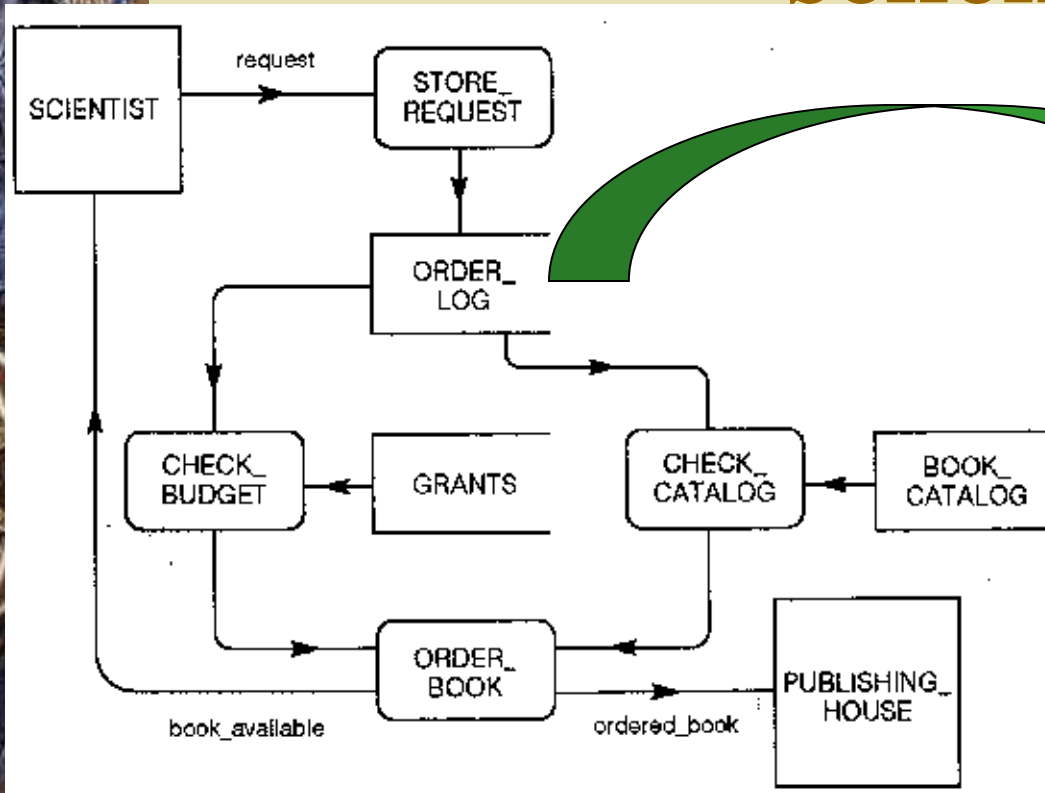 request
SCIENTIST
STORE_
REQUEST
ORDER_
LOG
CHECK_
BUDGET
GRANTS
CHECK_
CATALOG
BOOK_
CATALOG
ORDER_
BOOK
PUBLISHING_
HOUSE
book_available
ordered_book